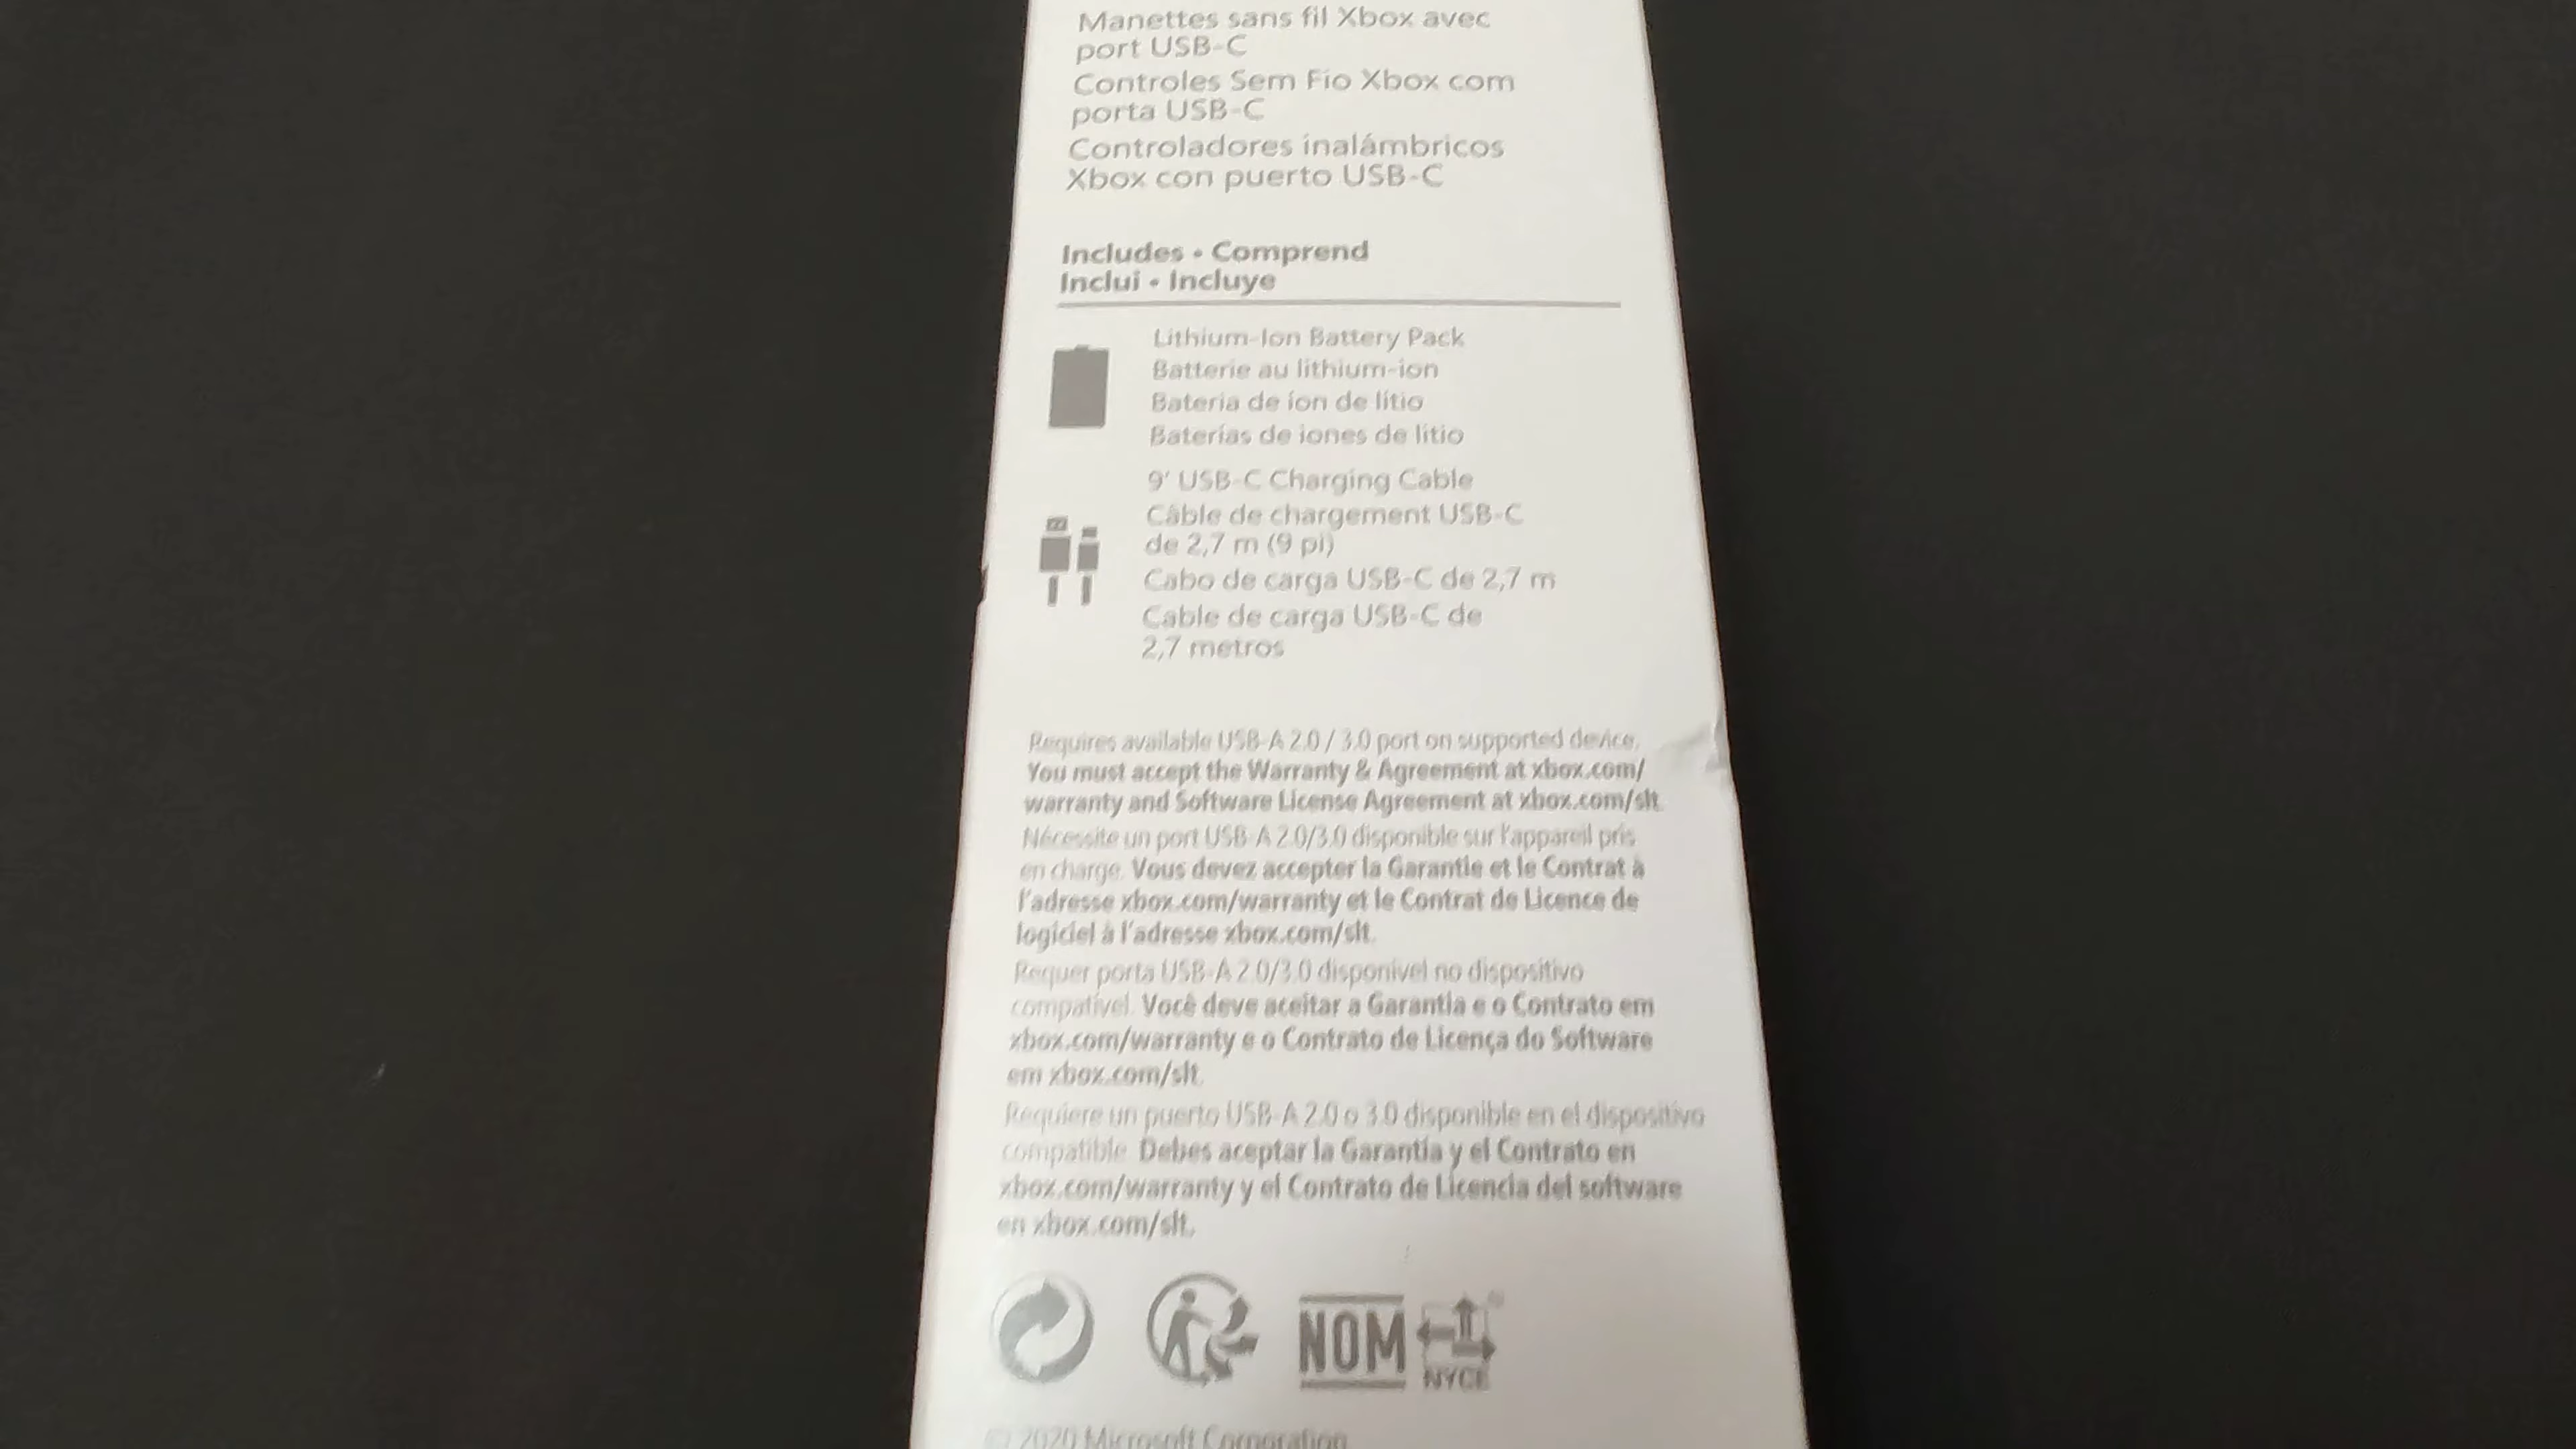 Manettes sans fil Xbox avec
port USB-C
Controles Sem Fio Xbox com
porta USB-C
Controladores inalámbricos
Xbox con puerto USB-C
Includes • Comprend
Inclui • Incluye
Lithium-Ion Battery Pack
Batterie au lithium-ion
Bateria de íon de lítio
Baterías de iones de litio
9' USB-C Charging Cable
Câble de chargement USB-C
de 2,7 m (9 pi)
Cabo de carga USB-C de 2,7 m
Cable de carga USB-C de
2,7 metros
Requires available USB-A 2.0 / 3.0 port on supported device.
You must accept the Warranty & Agreement at xbox.com/
warranty and Software License Agreement at xbox.com/slt.
Nécessite un port USB-A 2.0/3.0 disponible sur l'appareil pris
en charge. Vous devez accepter la Garantie et le Contrat à
l'adresse xbox.com/warranty et le Contrat de Licence de
logiciel à l'adresse xbox.com/slt.
Requer porta USB-A 2.0/3.0 disponível no dispositivo
compatível. Você deve aceitar a Garantia e o Contrato em
xbox.com/warranty e o Contrato de Licença do Software
em xbox.com/slt.
Requiere un puerto USB-A 2.0 o 3.0 disponible en el dispositivo
compatible. Debes aceptar la Garantía y el Contrato en
xbox.com/warranty y el Contrato de Licencia del software
en xbox.com/slt.
NOM
NYCE
© 2020 Microsoft Corporation